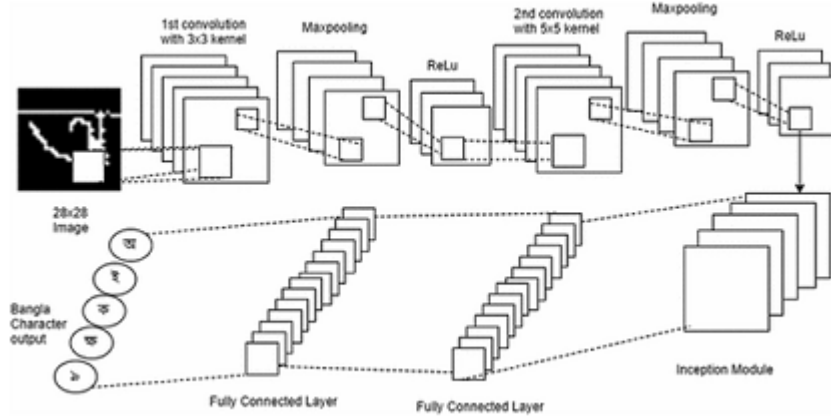 1st convolution
with 3x3 kernel
Maxpooling
ReLu
2nd convolution
with 5x5 kernel
Maxpooling
ReLu
28x28
Image
Inception Module
Fully Connected Layer
Fully Connected Layer
Bangla
Character
output
অ
ক